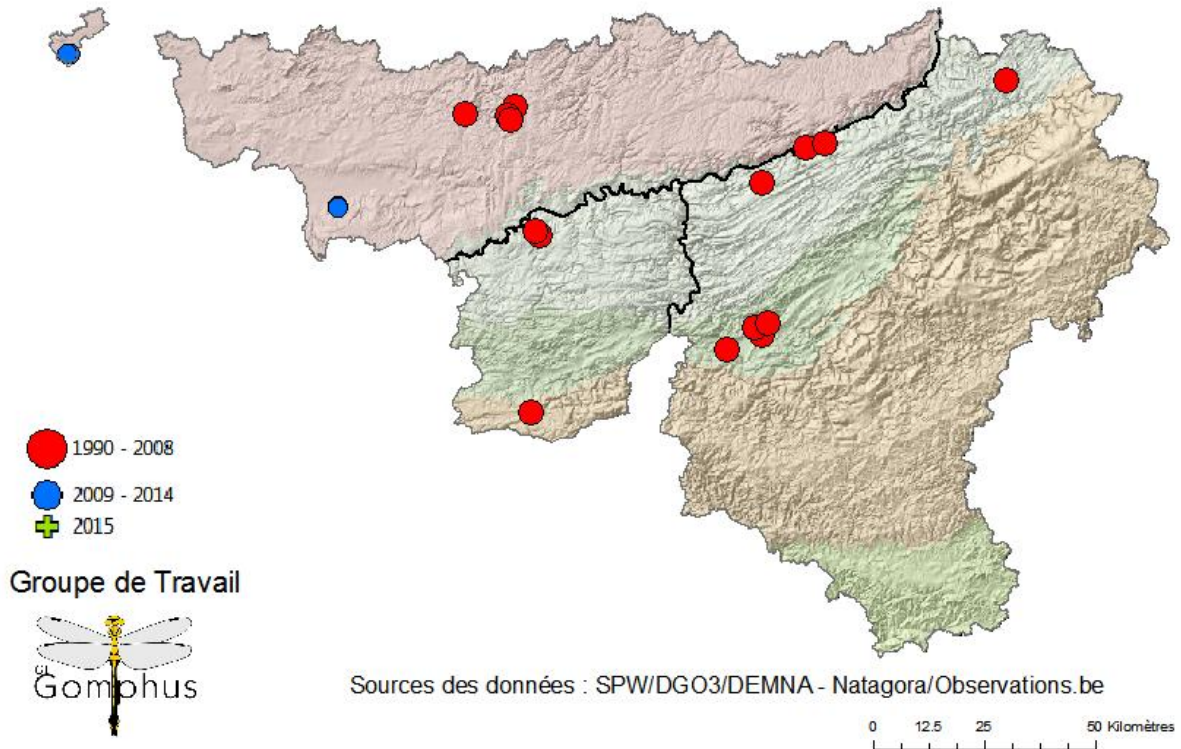 1990 - 2008
2009 - 2014
2015
Groupe de Travail
GT
Gomphus
Sources des données : SPW/DGO3/DEMNA - Natagora/Observations.be
0 12.5 25 50 Kilomètres